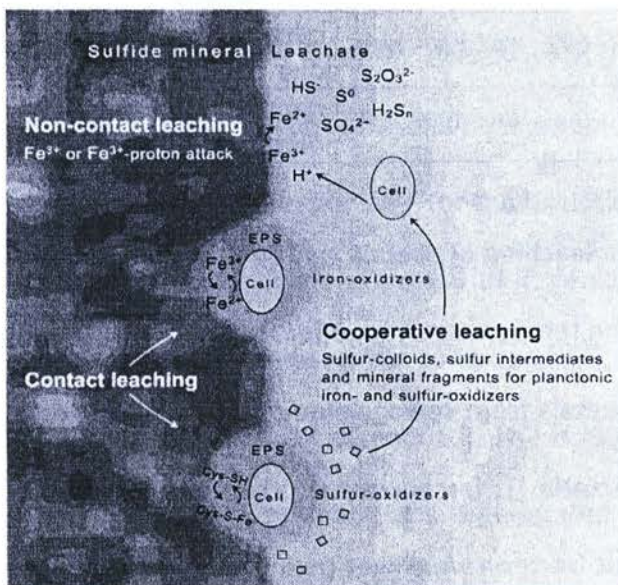 Sulfide mineral Leachate
HS⁻ S⁰ S₂O₃²⁻
Fe²⁺ SO₄²⁻ H₂Sₙ
Non-contact leaching
Fe³⁺ or Fe³⁺-proton attack
Fe³⁺
H⁺
Cell
EPS
Fe³⁺
Fe²⁺
Cell
Iron-oxidizers
Cooperative leaching
Sulfur-colloids, sulfur intermediates
and mineral fragments for planctonic
iron- and sulfur-oxidizers
Contact leaching
EPS
Cys-SH
Cys-S-Fe
Cell
Sulfur-oxidizers